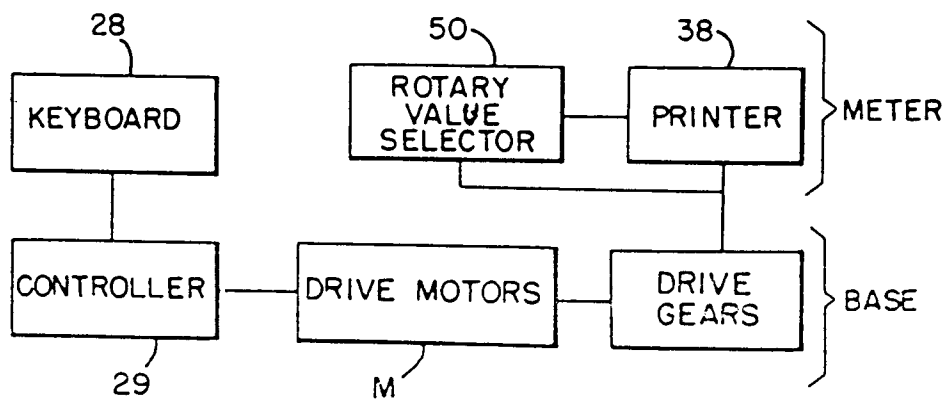 28
50
38
KEYBOARD
ROTARY
VALUE
SELECTOR
PRINTER
METER
CONTROLLER
DRIVE MOTORS
DRIVE
GEARS
BASE
29
M